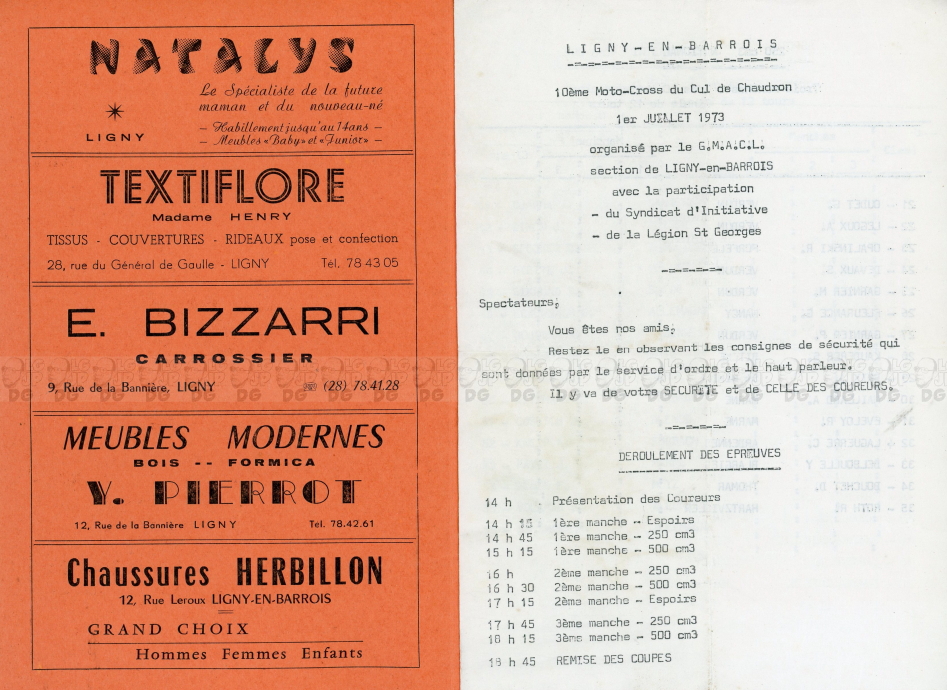 NATALYS
Le Spécialiste de la future
maman et du nouveau-né
— Habillement jusqu'au 14 ans —
— Meubles «Baby» et «Junior» —
LIGNY
TEXTIFLORE
Madame HENRY
TISSUS - COUVERTURES - RIDEAUX pose et confection
28, rue du Général de Gaulle - LIGNY Tél. 78 43 05
E. BIZZARRI
CARROSSIER
9, Rue de la Bannière, LIGNY ☏ (28) 78.41.28
MEUBLES MODERNES
BOIS -- FORMICA
Y. PIERROT
12, Rue de la Bannière LIGNY Tel. 78.42.61
Chaussures HERBILLON
12, Rue Leroux LIGNY-EN-BARROIS
GRAND CHOIX
Hommes Femmes Enfants
LIGNY-EN-BARROIS
10ème Moto-Cross du Cul de Chaudron
1er JUILLET 1973
organisé par le G.M.A.C.L.
section de LIGNY-en-BARROIS
avec la participation
- du Syndicat d'Initiative
- de la Légion St Georges
Spectateurs,
Vous êtes nos amis,
Restez le en observant les consignes de sécurité qui
sont données par le service d'ordre et le haut parleur.
Il y va de votre SECURITE et de CELLE DES COUREURS.
DEROULEMENT DES EPREUVES
14 h Présentation des Coureurs
14 h 15 1ère manche - Espoirs
14 h 45 1ère manche - 250 cm3
15 h 15 1ère manche - 500 cm3
16 h 2ème manche - 250 cm3
16 h 30 2ème manche - 500 cm3
17 h 15 2ème manche - Espoirs
17 h 45 3ème manche - 250 cm3
18 h 15 3ème manche - 500 cm3
18 h 45 REMISE DES COUPES